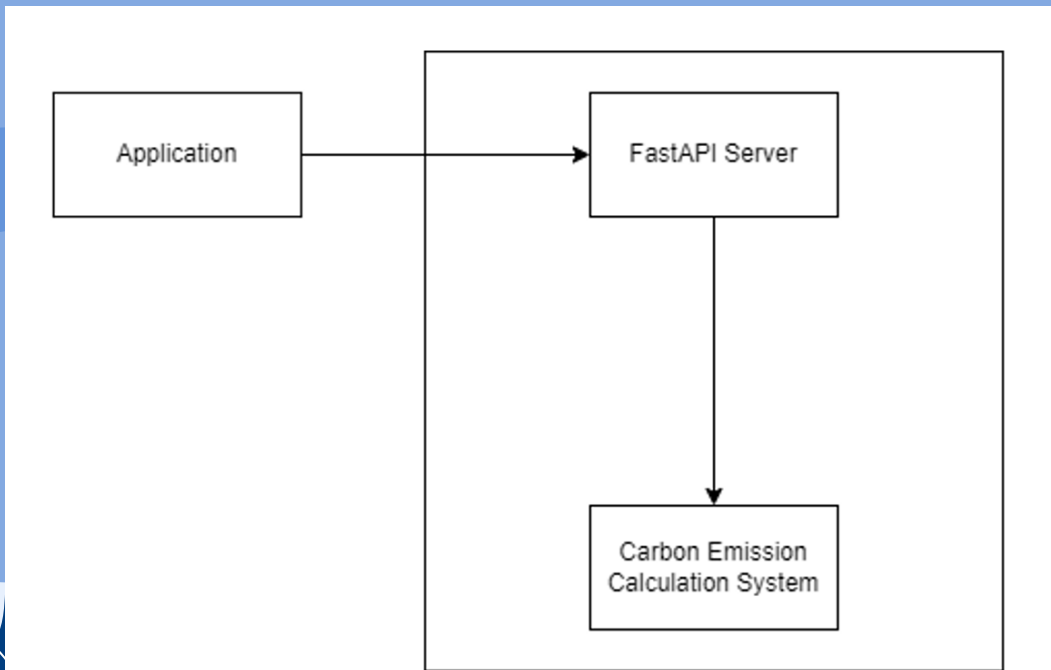 Application
FastAPI Server
Carbon Emission
Calculation System